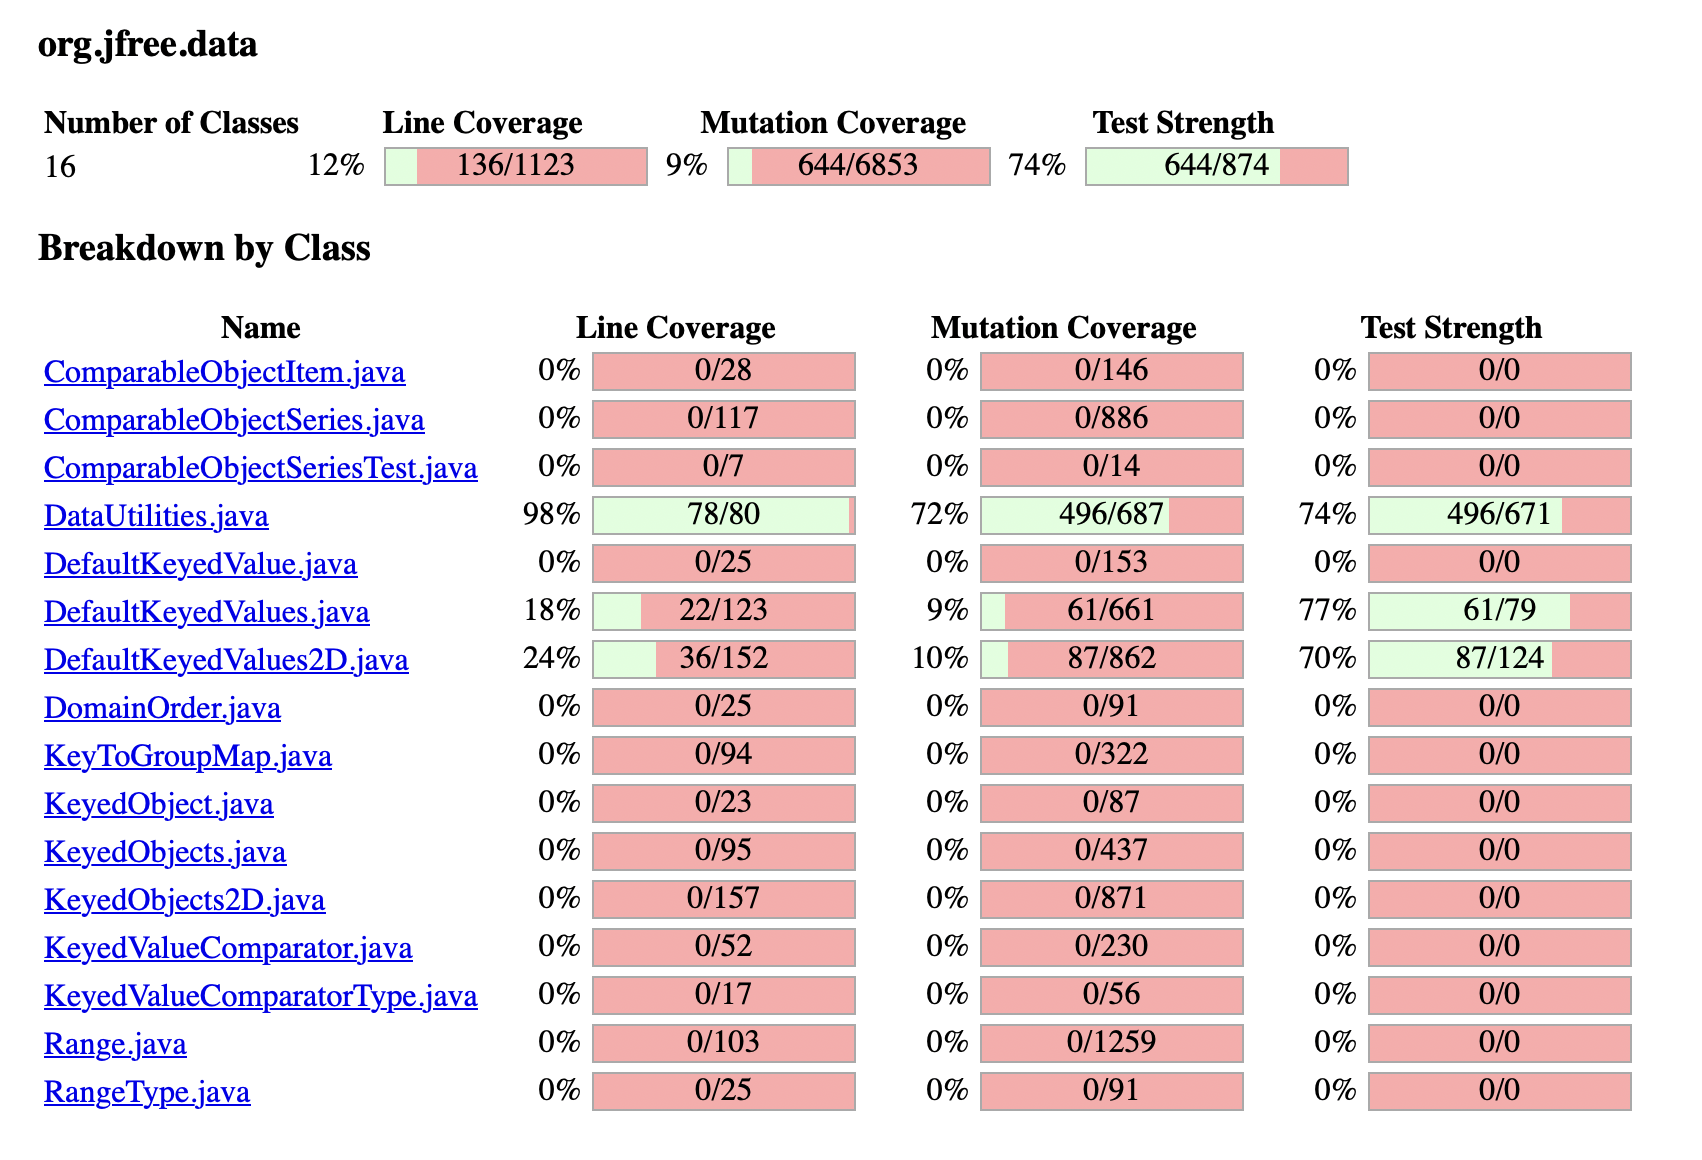 org.jfree.data
Number of Classes Line Coverage Mutation Coverage Test Strength
16 12% 136/1123 9% 644/6853 74% 644/874
Breakdown by Class
Name Line Coverage Mutation Coverage Test Strength
ComparableObjectItem.java 0% 0/28 0% 0/146 0% 0/0
ComparableObjectSeries.java 0% 0/117 0% 0/886 0% 0/0
ComparableObjectSeriesTest.java 0% 0/7 0% 0/14 0% 0/0
DataUtilities.java 98% 78/80 72% 496/687 74% 496/671
DefaultKeyedValue.java 0% 0/25 0% 0/153 0% 0/0
DefaultKeyedValues.java 18% 22/123 9% 61/661 77% 61/79
DefaultKeyedValues2D.java 24% 36/152 10% 87/862 70% 87/124
DomainOrder.java 0% 0/25 0% 0/91 0% 0/0
KeyToGroupMap.java 0% 0/94 0% 0/322 0% 0/0
KeyedObject.java 0% 0/23 0% 0/87 0% 0/0
KeyedObjects.java 0% 0/95 0% 0/437 0% 0/0
KeyedObjects2D.java 0% 0/157 0% 0/871 0% 0/0
KeyedValueComparator.java 0% 0/52 0% 0/230 0% 0/0
KeyedValueComparatorType.java 0% 0/17 0% 0/56 0% 0/0
Range.java 0% 0/103 0% 0/1259 0% 0/0
RangeType.java 0% 0/25 0% 0/91 0% 0/0